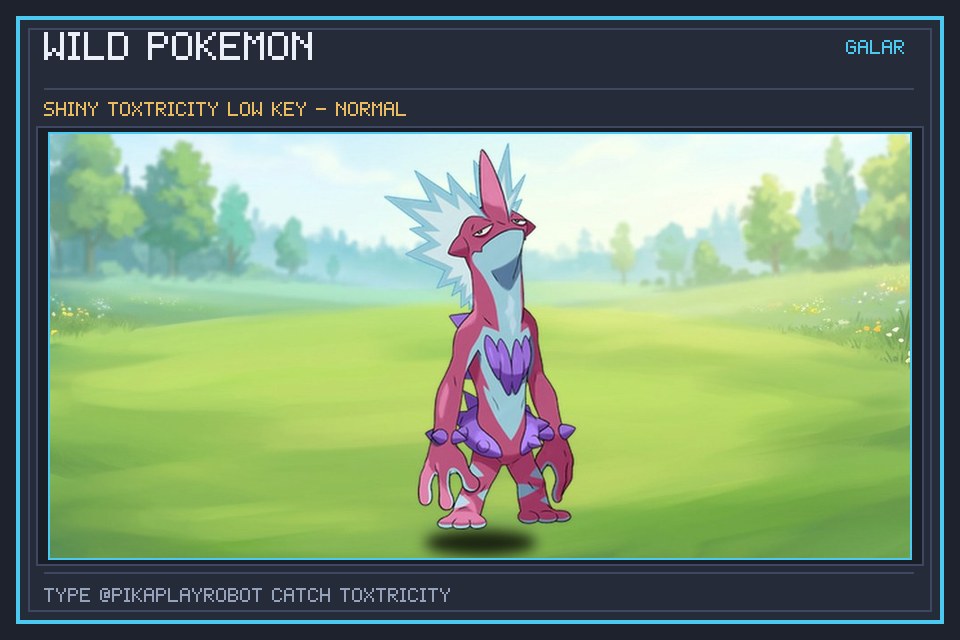 WILD POKEMON
GALAR
SHINY TOXTRICITY LOW KEY - NORMAL
TYPE @PIKAPLAYROBOT CATCH TOXTRICITY